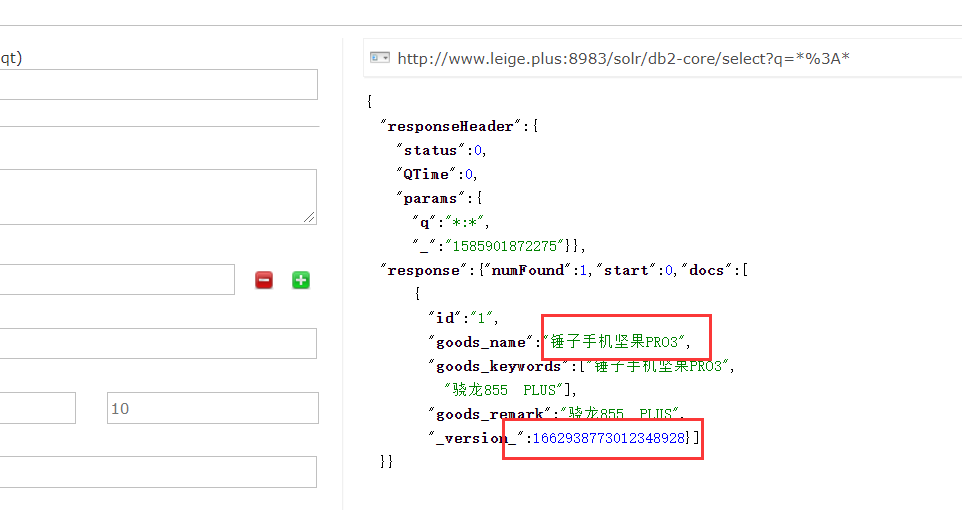 qt)
http://www.leige.plus:8983/solr/db2-core/select?q=*%3A*
{
"responseHeader":{
"status":0,
"QTime":0,
"params":{
"q":"*:*",
"_":"1585901872275"}},
"response":{"numFound":1,"start":0,"docs":[
{
"id":"1",
"goods_name":"锤子手机坚果PRO3",
"goods_keywords":["锤子手机坚果PRO3",
"骁龙855  PLUS"],
10
"goods_remark":"骁龙855  PLUS",
"_version_":1662938773012348928}]
}}